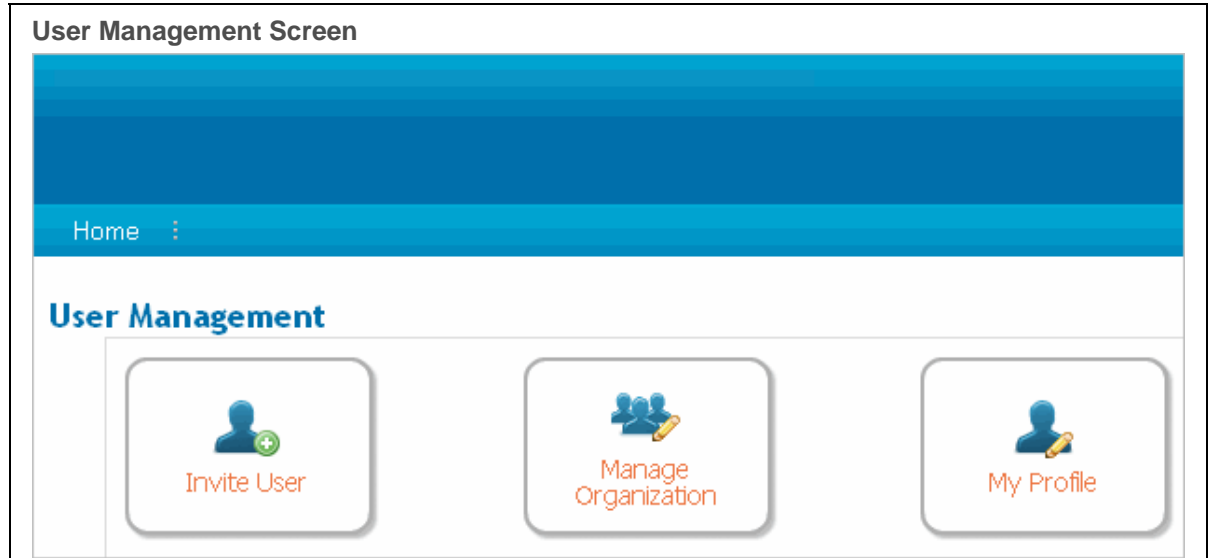 User Management Screen
Home
User Management
Invite User
Manage
Organization
My Profile